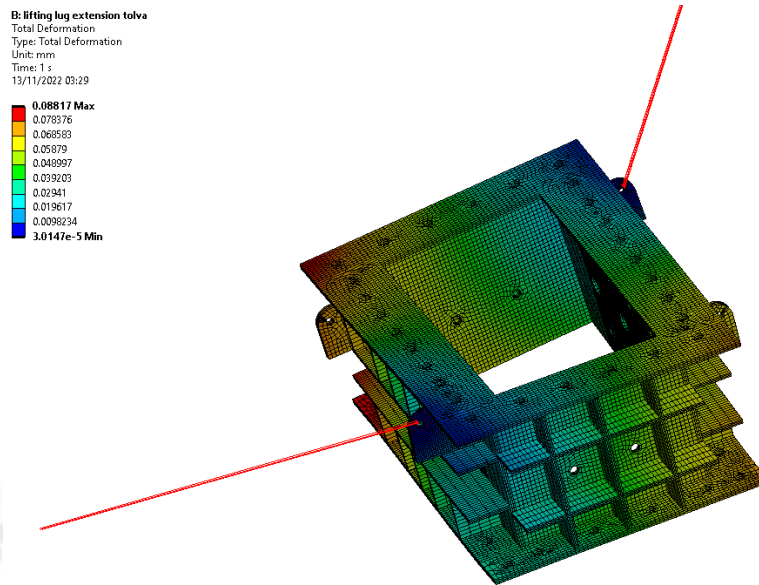 B: lifting lug extension tolva
Total Deformation
Type: Total Deformation
Unit: mm
Time: 1 s
13/11/2022 03:29
0.08817 Max
0.078376
0.068583
0.05879
0.048997
0.039203
0.02941
0.019617
0.0098234
3.0147e-5 Min